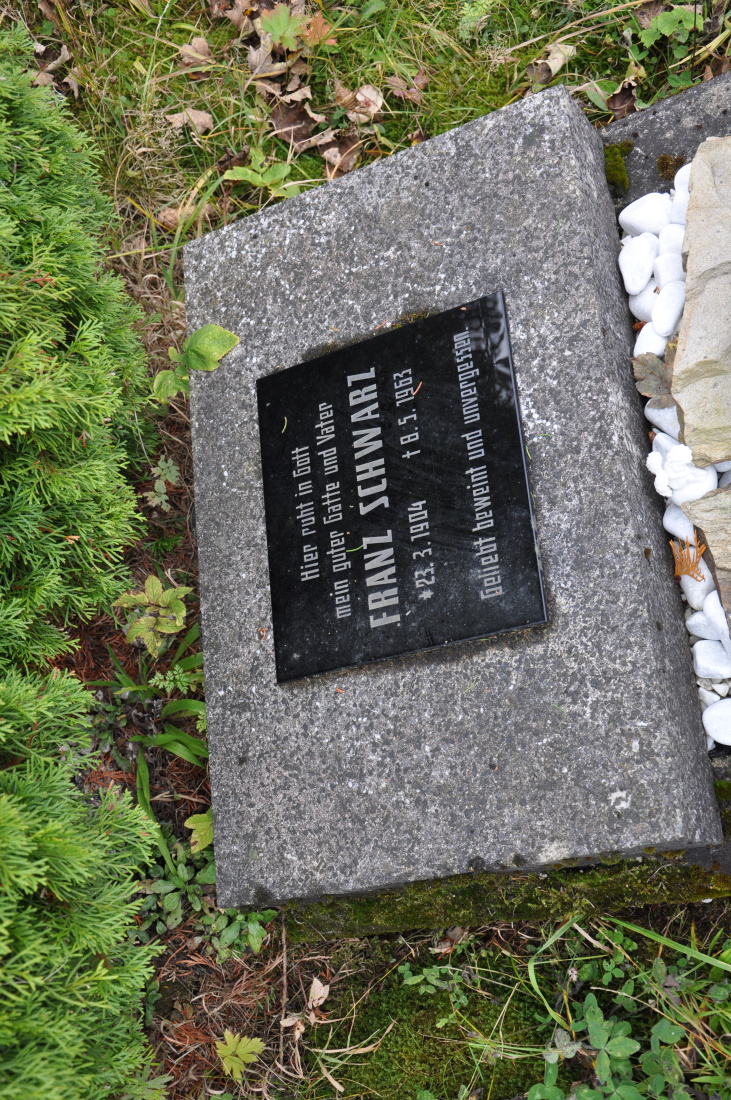 Hier ruht in Gott
mein guter Gatte und Vater
FRANZ SCHWARZ
*23. 3. 1904 †8. 5. 1963
Geliebt beweint und unvergessen.